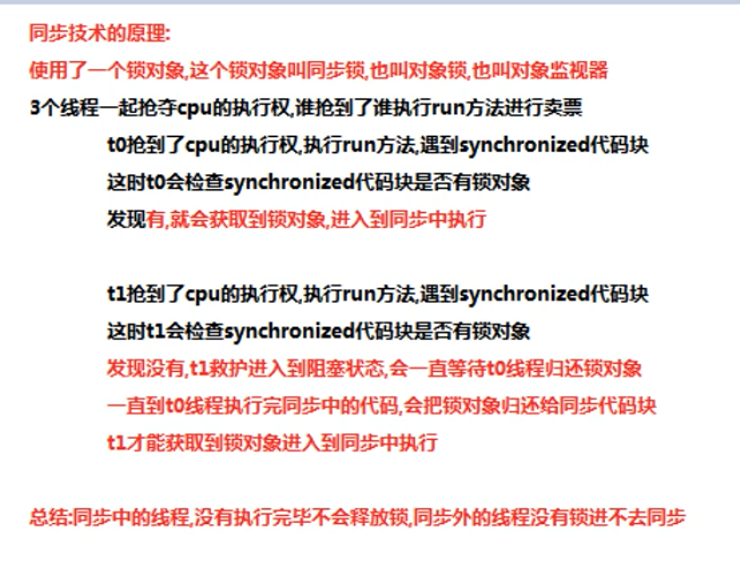 同步技术的原理:
使用了一个锁对象,这个锁对象叫同步锁,也叫对象锁,也叫对象监视器
3个线程一起抢夺cpu的执行权,谁抢到了谁执行run方法进行卖票
t0抢到了cpu的执行权,执行run方法,遇到synchronized代码块
这时t0会检查synchronized代码块是否有锁对象
发现有,就会获取到锁对象,进入到同步中执行
t1抢到了cpu的执行权,执行run方法,遇到synchronized代码块
这时t1会检查synchronized代码块是否有锁对象
发现没有,t1救护进入到阻塞状态,会一直等待t0线程归还锁对象
一直到t0线程执行完同步中的代码,会把锁对象归还给同步代码块
t1才能获取到锁对象进入到同步中执行
总结:同步中的线程,没有执行完毕不会释放锁,同步外的线程没有锁进不去同步